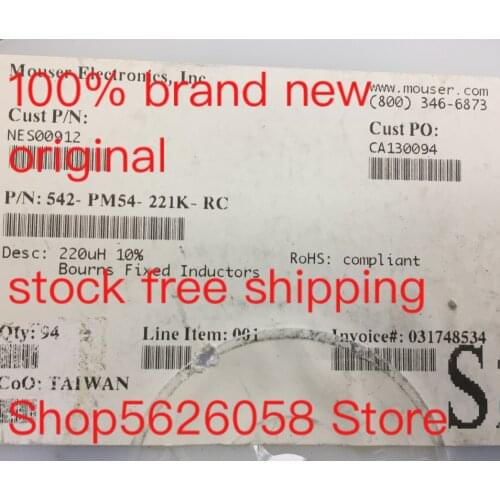 Mouser Electronics, Inc
www.mouser.com
100% brand new
(800) 346-6873
Cust P/N:
Cust PO:
NES00912
CA130094
original
P/N: 542- PM54- 221K- RC
Desc: 220uH 10%
RoHS: compliant
Bourns Fixed Inductors
stock free shipping
Qty: 94
Line Item: 001
Invoice#: 031748534
CoO: TAIWAN
Shop5626058 Store